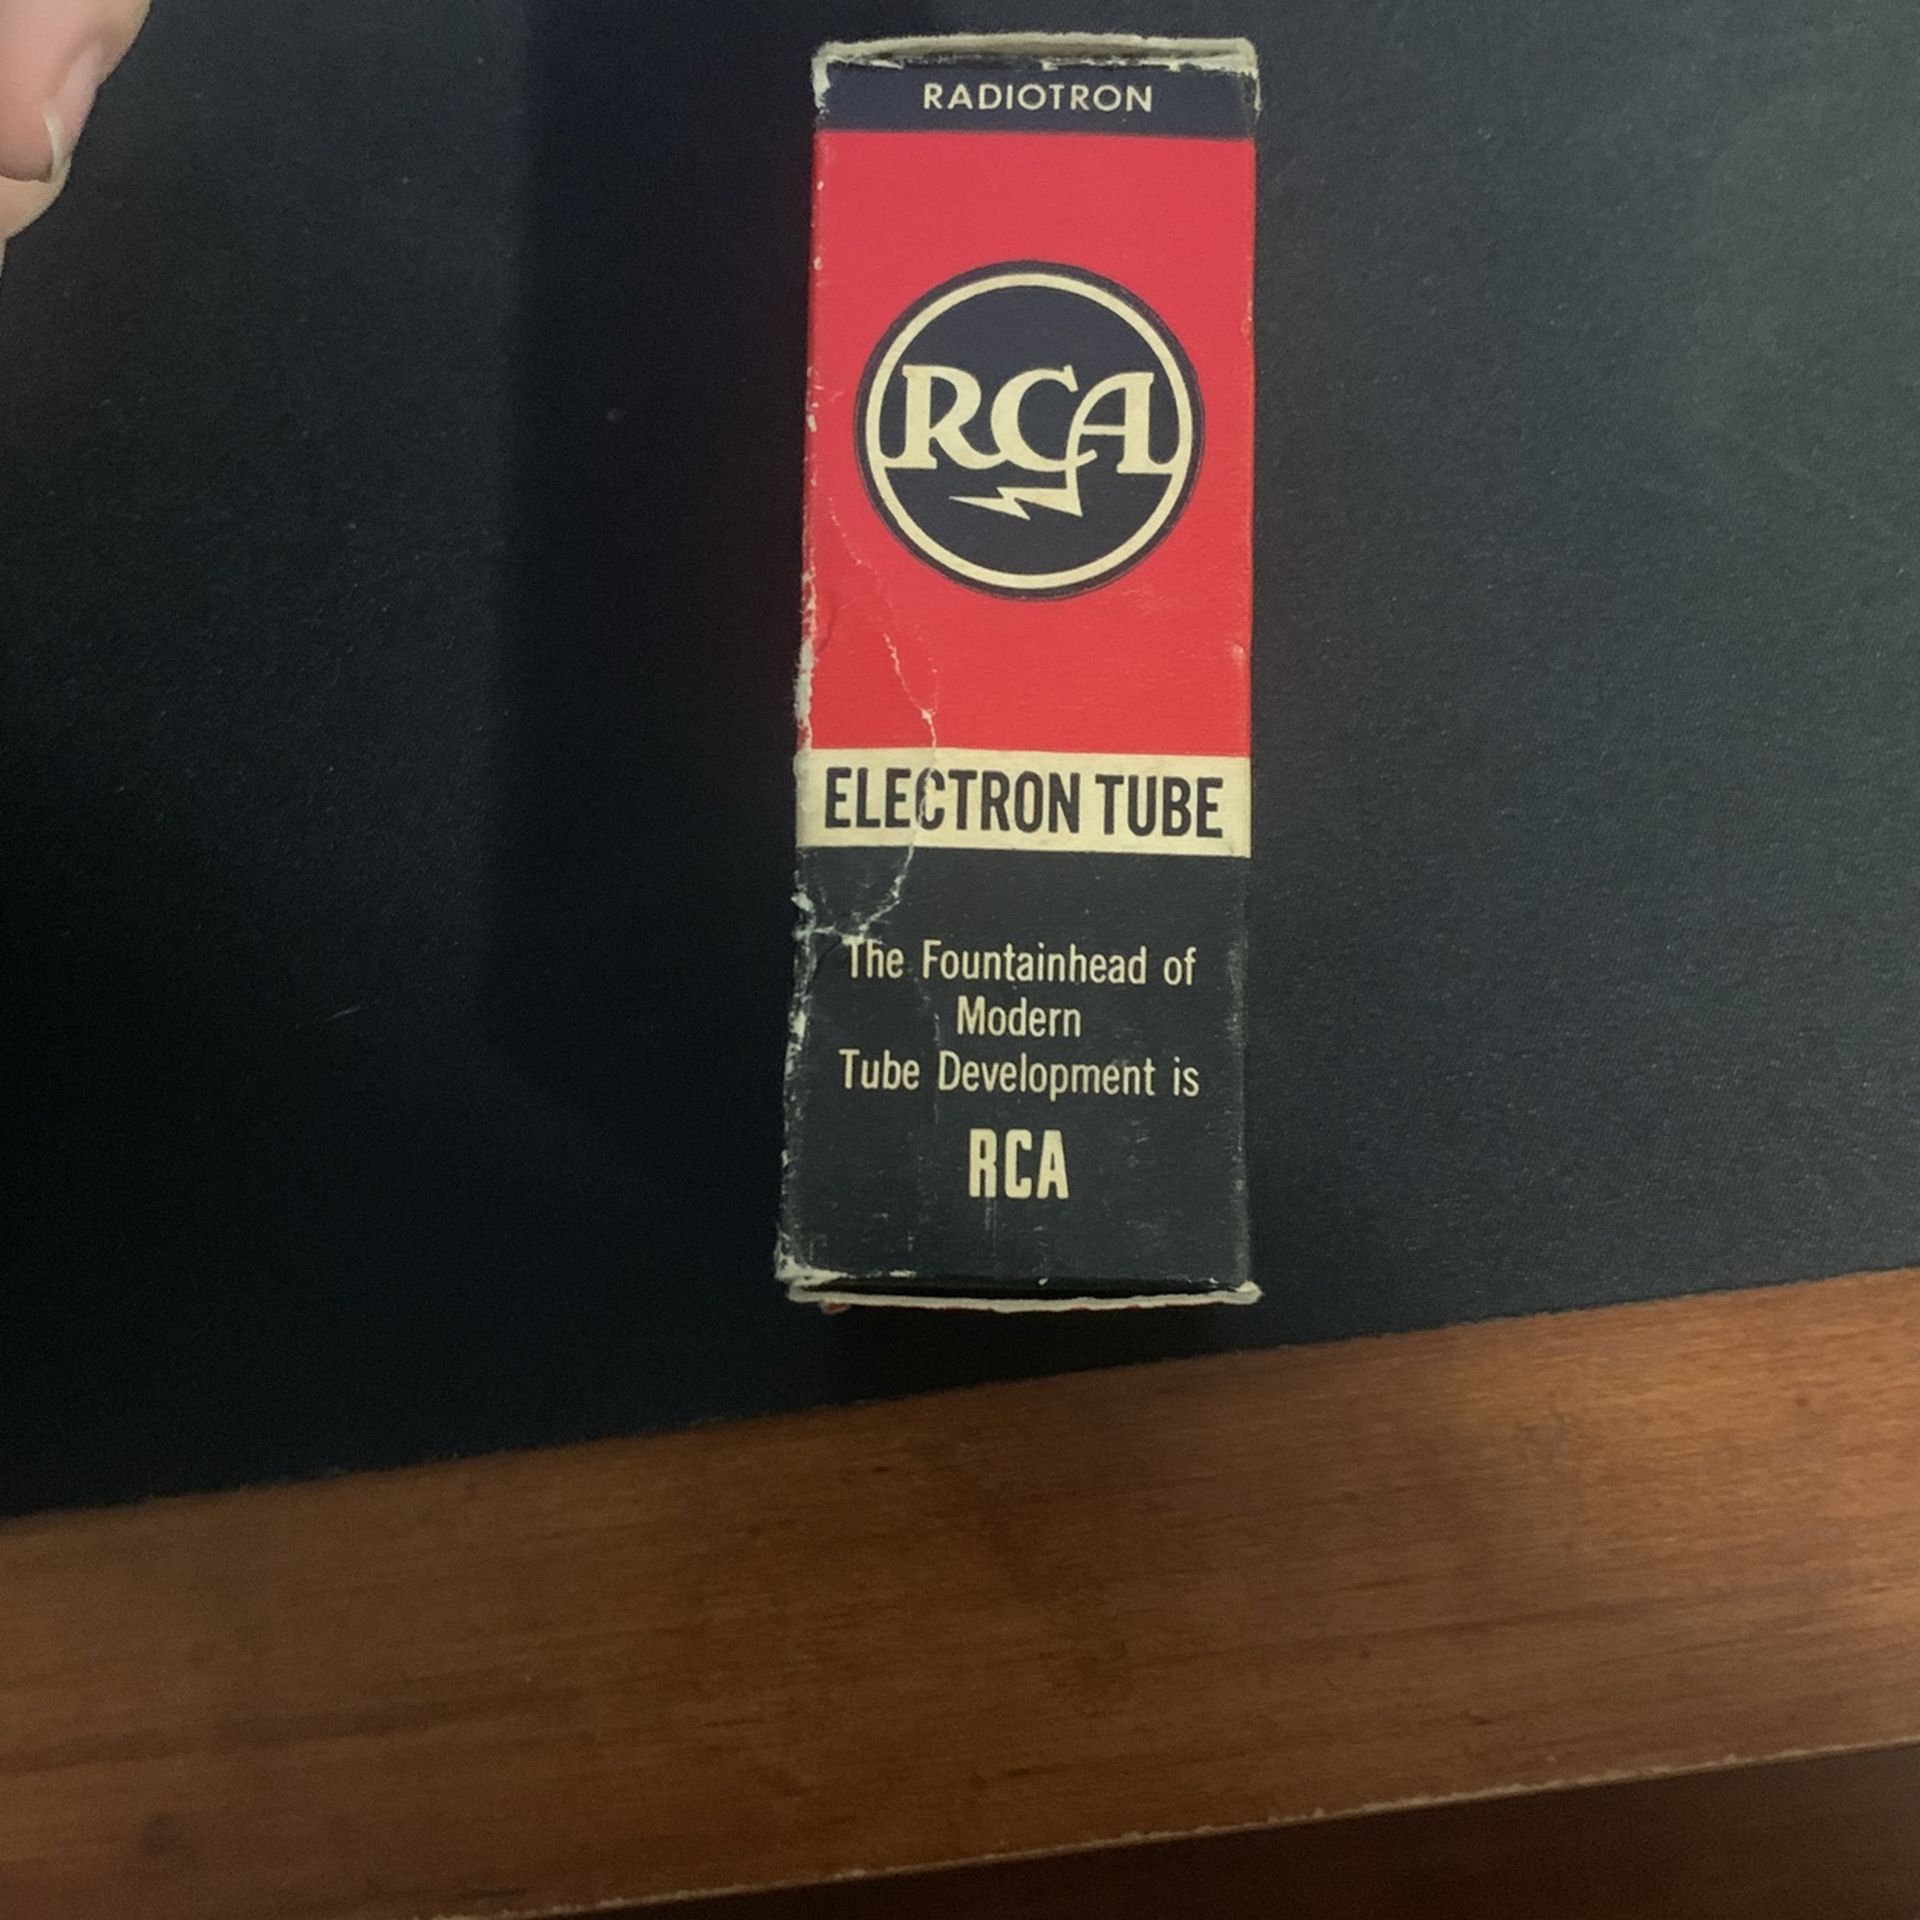 RADIOTRON
RCA
ELECTRON TUBE
The Fountainhead of
Modern
Tube Development is
RCA